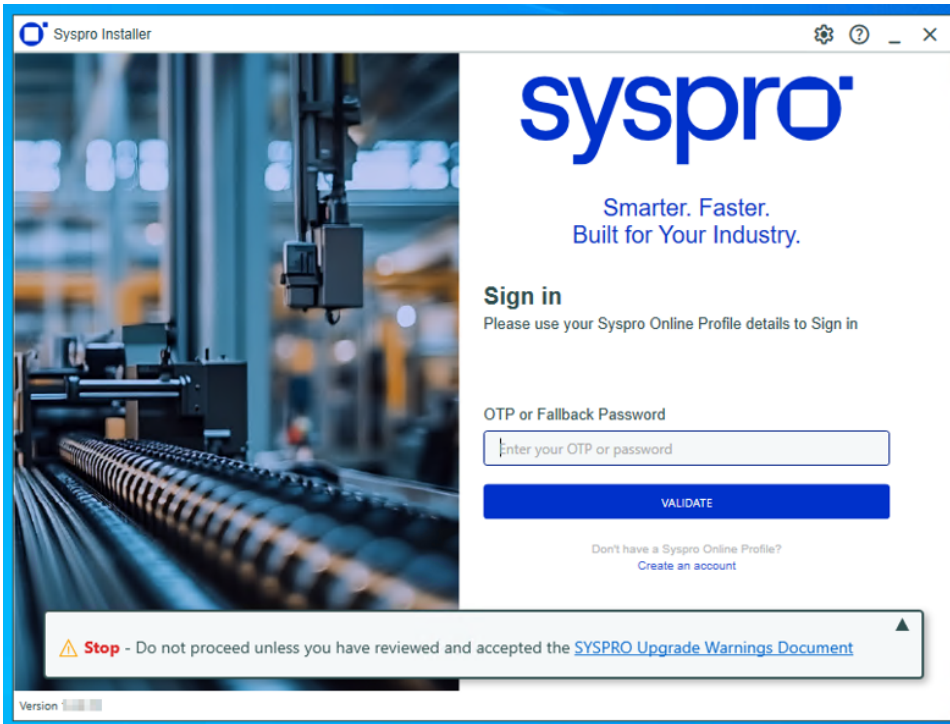 Syspro Installer
syspro
Smarter. Faster.
Built for Your Industry.
Sign in
Please use your Syspro Online Profile details to Sign in
OTP or Fallback Password
Enter your OTP or password
VALIDATE
Don't have a Syspro Online Profile?
Create an account
Stop - Do not proceed unless you have reviewed and accepted the SYSPRO Upgrade Warnings Document
Version